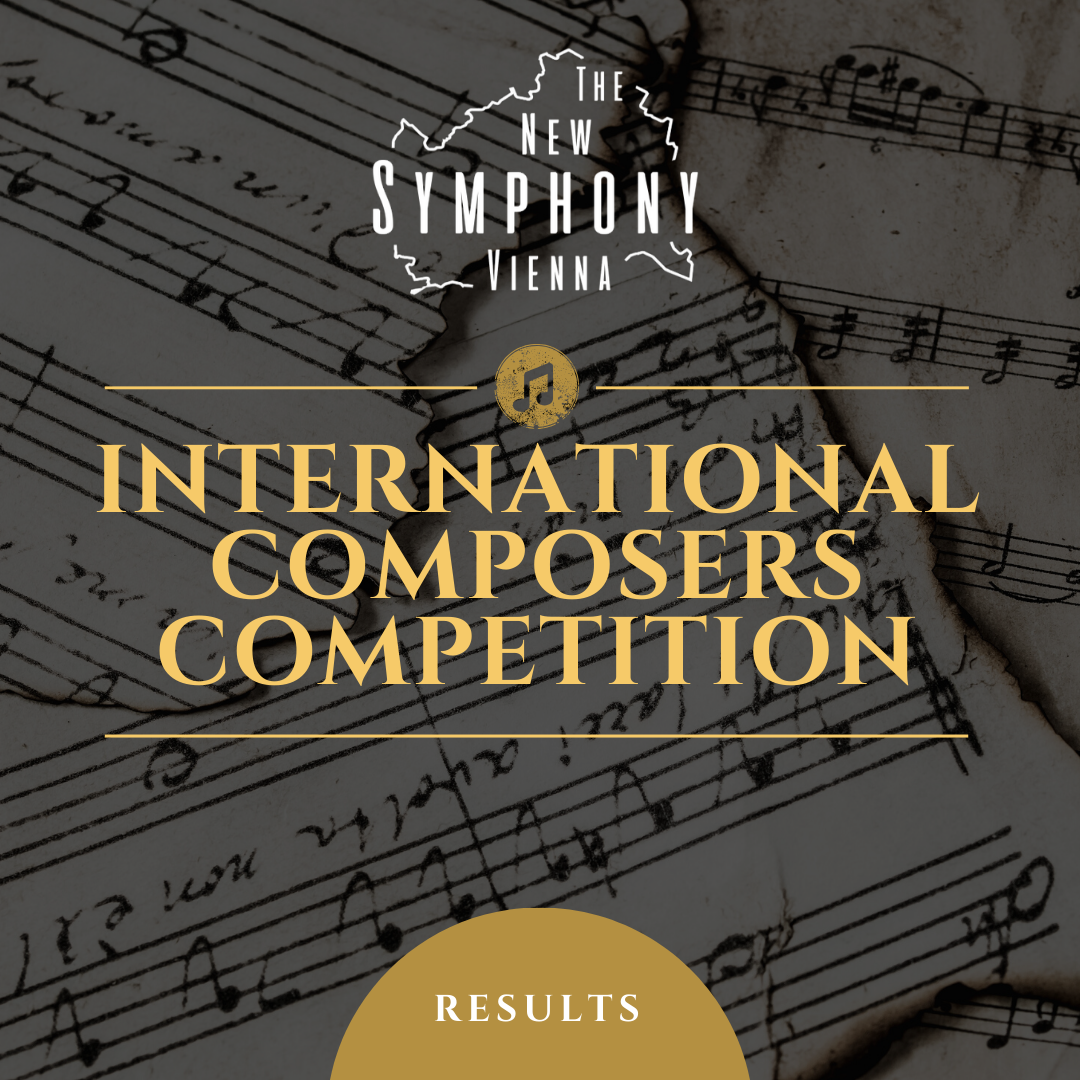 THE
NEW
SYMPHONY
VIENNA
INTERNATIONAL
COMPOSERS
COMPETITION
RESULTS